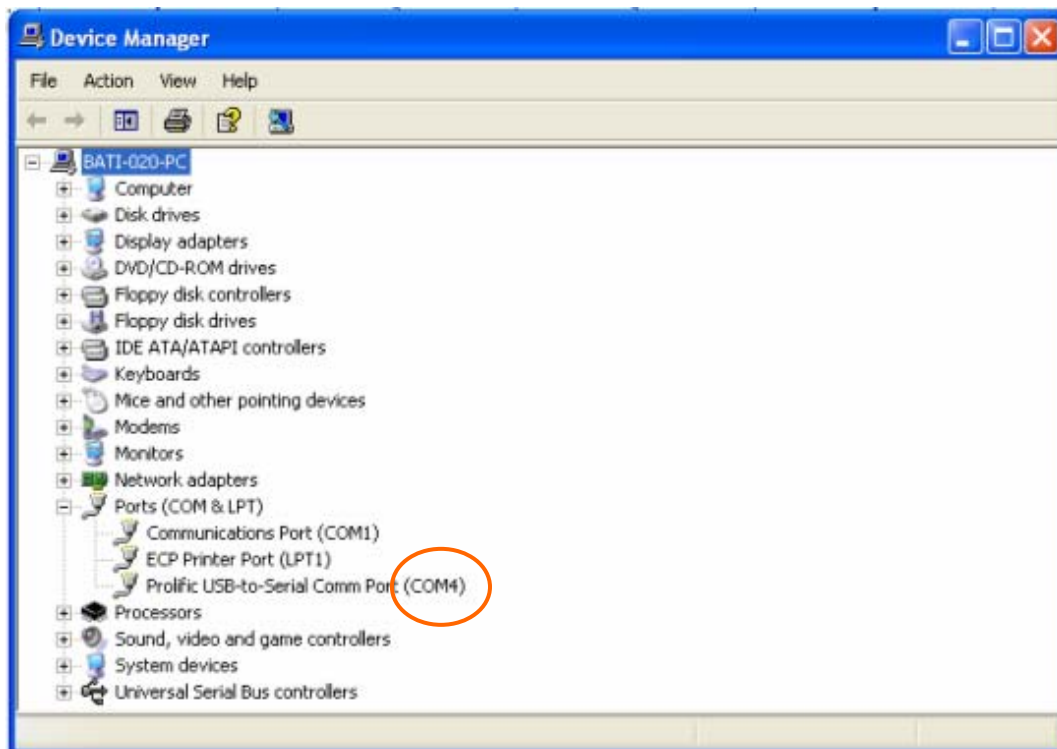 Device Manager
File Action View Help
BATI-020-PC
Computer
Disk drives
Display adapters
DVD/CD-ROM drives
Floppy disk controllers
Floppy disk drives
IDE ATA/ATAPI controllers
Keyboards
Mice and other pointing devices
Modems
Monitors
Network adapters
Ports (COM & LPT)
Communications Port (COM1)
ECP Printer Port (LPT1)
Prolific USB-to-Serial Comm Port (COM4)
Processors
Sound, video and game controllers
System devices
Universal Serial Bus controllers